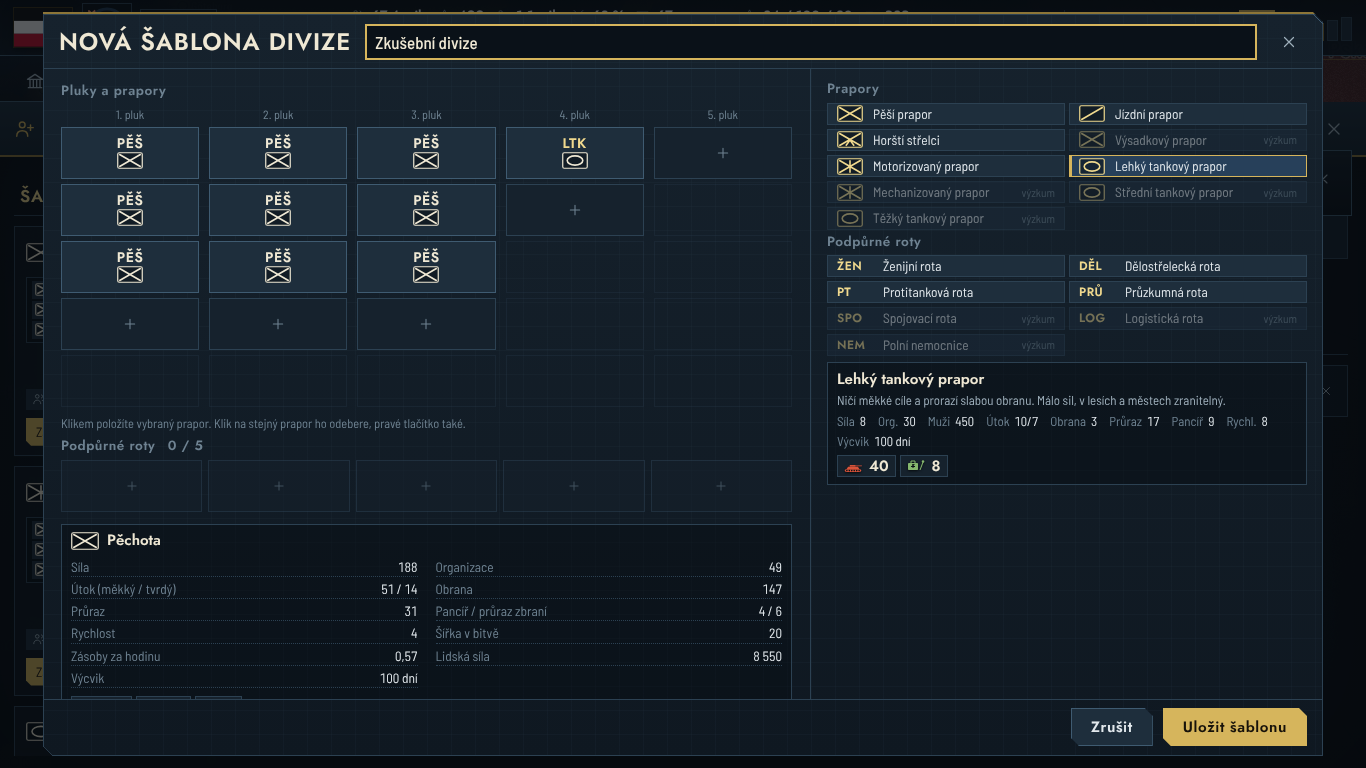 NOVÁ ŠABLONA DIVIZE
Zkušební divize
Pluky a prapory
1. pluk 2. pluk 3. pluk 4. pluk 5. pluk
PĚŠ PĚŠ PĚŠ LTK +
PĚŠ PĚŠ PĚŠ +
PĚŠ PĚŠ PĚŠ
+ + +
Klikem položíte vybraný prapor. Klik na stejný prapor ho odebere, pravé tlačítko také.
Podpůrné roty 0 / 5
+ + + + +
Pěchota
Síla 188 Organizace 49
Útok (měkký / tvrdý) 51 / 14 Obrana 147
Průraz 31 Pancíř / průraz zbraní 4 / 6
Rychlost 4 Šířka v bitvě 20
Zásoby za hodinu 0,57 Lidská síla 8 550
Výcvik 100 dní
Prapory
Pěší prapor Jízdní prapor
Horští střelci Výsadkový prapor výzkum
Motorizovaný prapor Lehký tankový prapor
Mechanizovaný prapor výzkum Střední tankový prapor výzkum
Těžký tankový prapor výzkum
Podpůrné roty
ŽEN Ženijní rota DĚL Dělostřelecká rota
PT Protitanková rota PRŮ Průzkumná rota
SPO Spojovací rota výzkum LOG Logistická rota výzkum
NEM Polní nemocnice výzkum
Lehký tankový prapor
Ničí měkké cíle a prorazí slabou obranu. Málo sil, v lesích a městech zranitelný.
Síla 8 Org. 30 Muži 450 Útok 10/7 Obrana 3 Průraz 17 Pancíř 9 Rychl. 8
Výcvik 100 dní
40 8
Zrušit Uložit šablonu